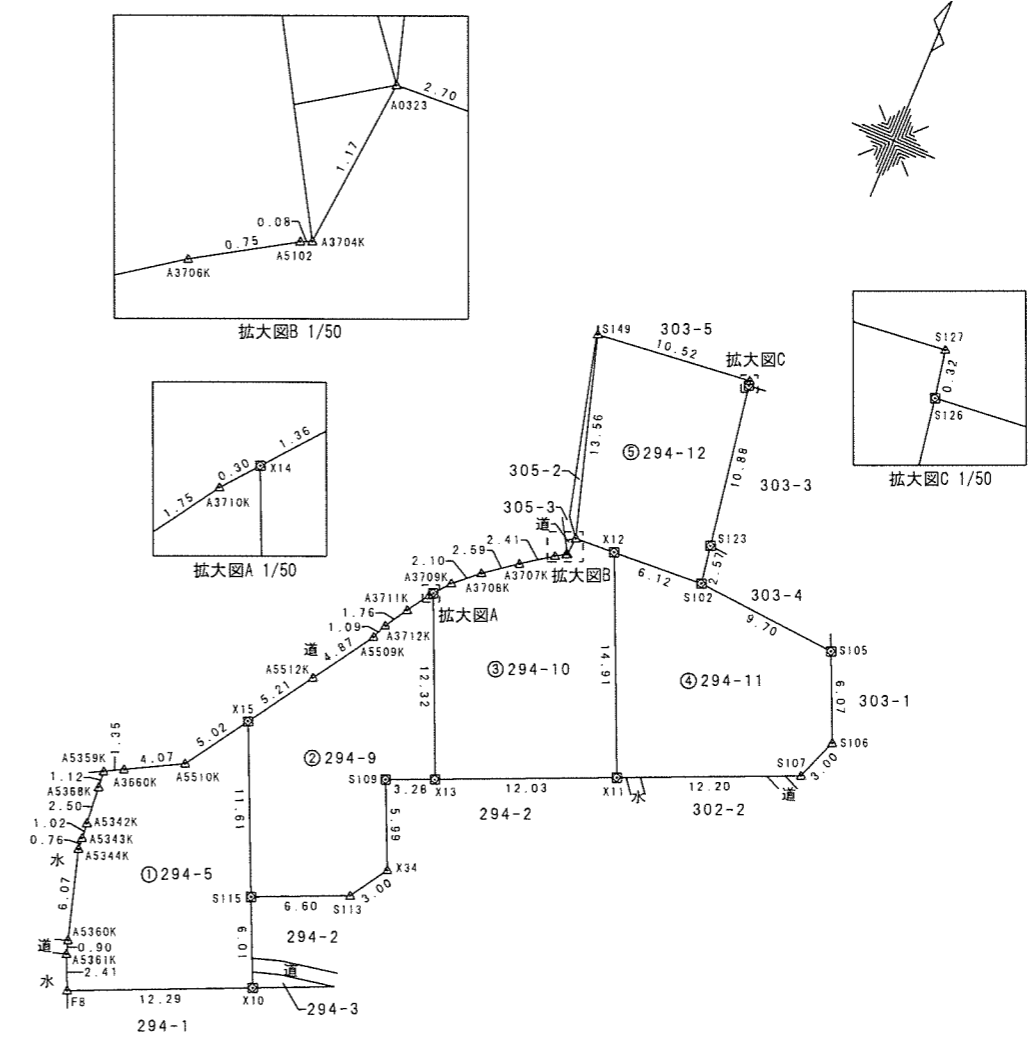 2.70
A0323
1.17
0.08
0.75
A3704K
A5102
A3706K
拡大図B 1/50
S127
0.32
S126
拡大図C 1/50
1.36
0.30
X14
1.75
A3710K
拡大図A 1/50
S149
303-5
10.52
拡大図C
13.56
⑤294-12
10.88
303-3
305-2
305-3
道
2.41
X12
S123
2.59
2.10
A3707K
拡大図B
6.12
2.57
A3709K
A3708K
S102
303-4
A3711K
1.76
拡大図A
9.70
1.09
A3712K
道
4.87
A5509K
③294-10
S105
A5512K
12.32
14.91
④294-11
6.07
303-1
5.21
X15
5.02
1.35
A5359K
4.07
②294-9
S106
1.12
A3660K
A5510K
S109
S107
3.00
A5368K
3.28
X13
12.03
X11
水
12.20
道
2.50
294-2
302-2
1.02
A5342K
11.61
5.99
0.76
A5343K
水
A5344K
①294-5
X34
3.00
6.07
S115
6.60
S113
A5360K
294-2
道
0.90
6.01
A5361K
2.41
道
水
F8
12.29
X10
294-3
294-1